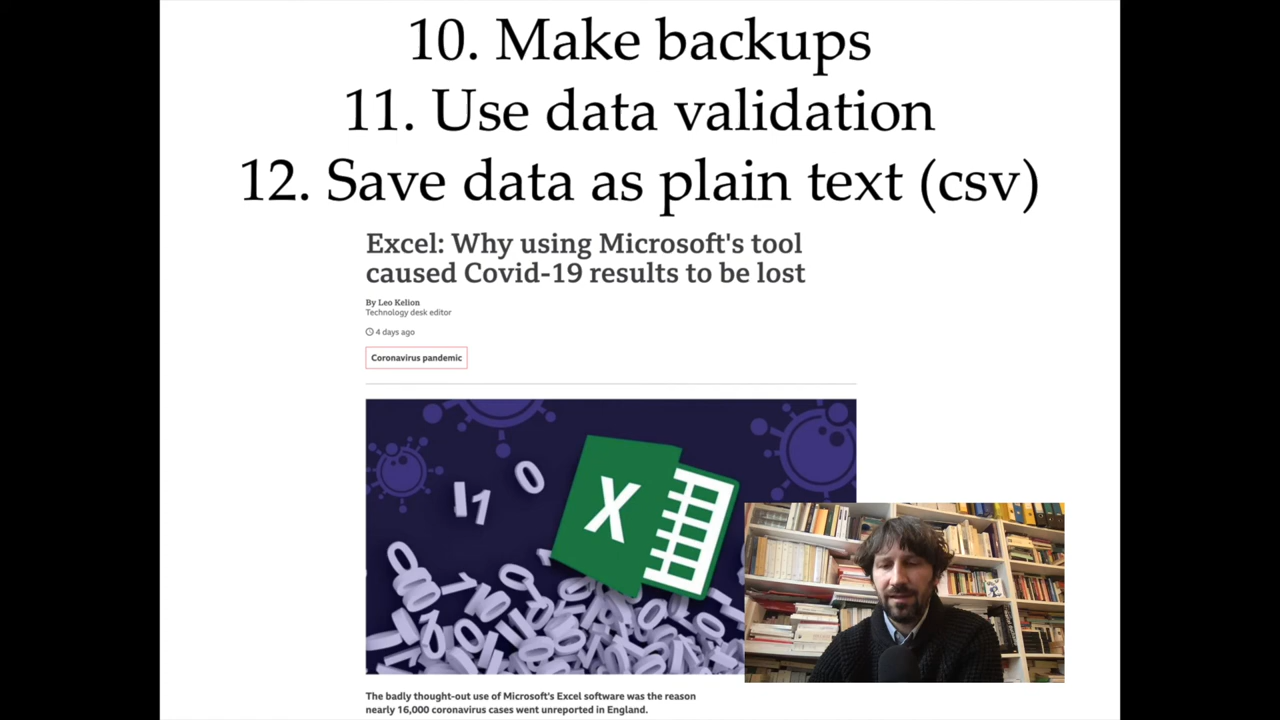 10. Make backups
11. Use data validation
12. Save data as plain text (csv)
Excel: Why using Microsoft's tool
caused Covid-19 results to be lost
By Leo Kelion
Technology desk editor
4 days ago
Coronavirus pandemic
X
The badly thought-out use of Microsoft's Excel software was the reason
nearly 16,000 coronavirus cases went unreported in England.